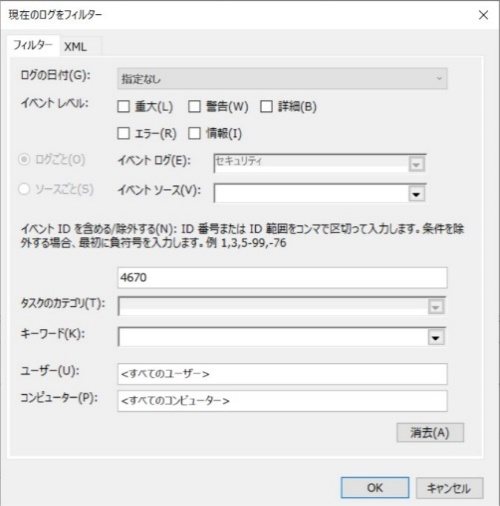 現在のログをフィルター
フィルター XML
ログの日付(G): 指定なし
イベント レベル: 重大(L) 警告(W) 詳細(B)
エラー(R) 情報(I)
ログごと(O) イベント ログ(E): セキュリティ
ソースごと(S) イベント ソース(V):
イベント ID を含める/除外する(N): ID 番号または ID 範囲をコンマで区切って入力します。条件を除
外する場合、最初に負符号を入力します。例 1,3,5-99,-76
4670
タスクのカテゴリ(T):
キーワード(K):
ユーザー(U): <すべてのユーザー>
コンピューター(P): <すべてのコンピューター>
消去(A)
OK キャンセル